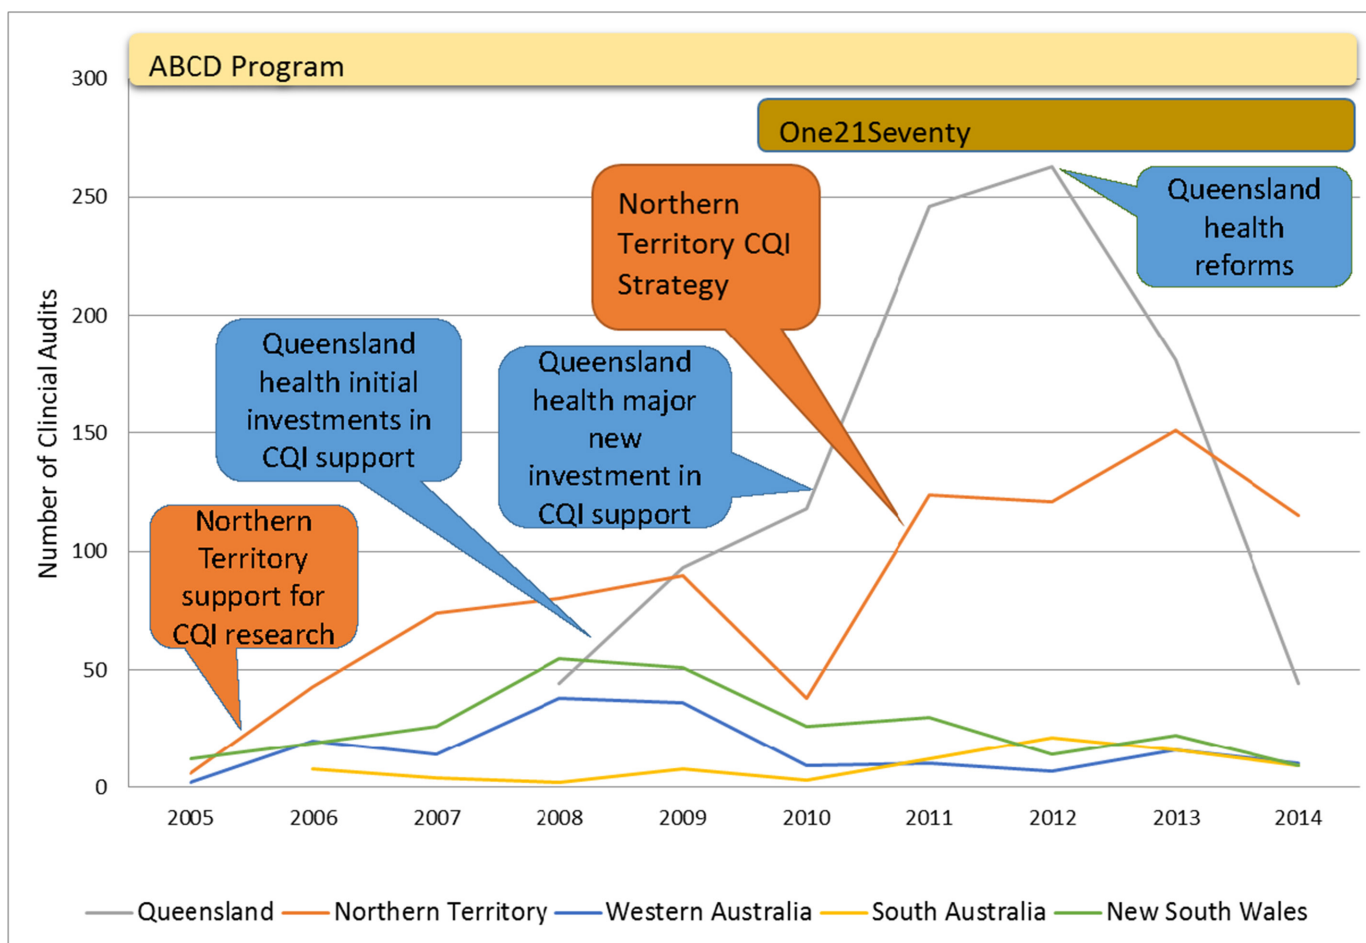 ABCD Program
One21Seventy
Northern
Territory CQI
Strategy
Queensland
health
reforms
Queensland
health initial
investments in
CQI support
Queensland
health major
new
investment in
CQI support
Northern
Territory
support for
CQI research
Number of Clincial Audits
300
250
200
150
100
50
0
2005 2006 2007 2008 2009 2010 2011 2012 2013 2014
Queensland Northern Territory Western Australia South Australia New South Wales